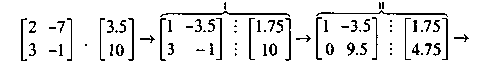 I II
[2 -7; 3 -1] . [3.5; 10] → [1 -3.5; 3 -1] ⋮ [1.75; 10] → [1 -3.5; 0 9.5] ⋮ [1.75; 4.75] →